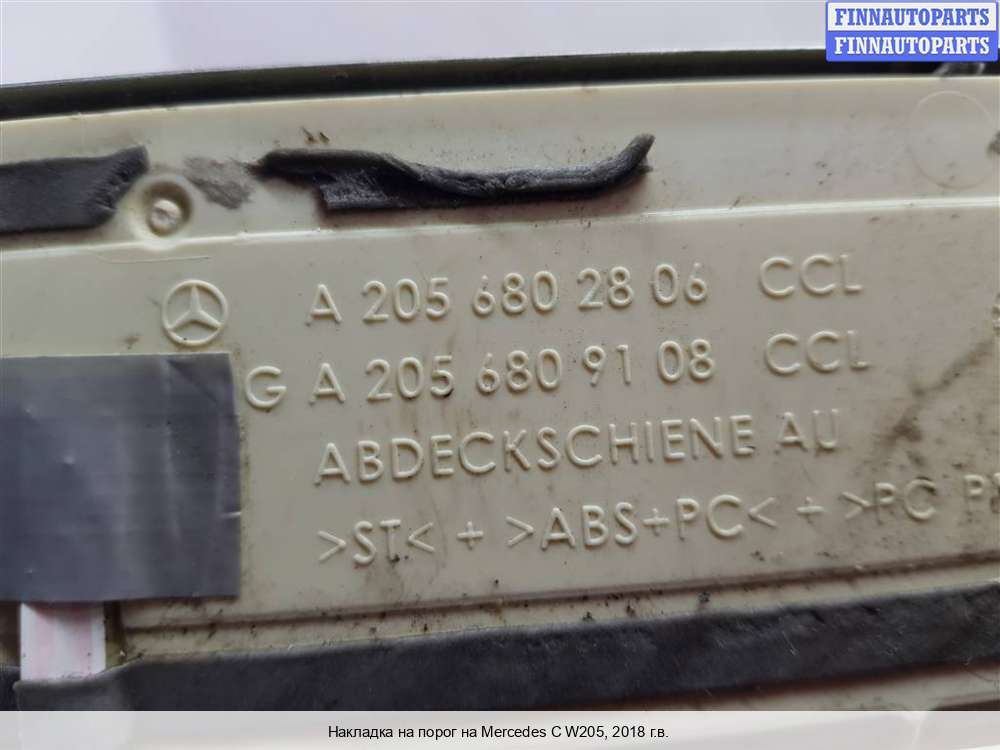 FINNAUTOPARTS
FINNAUTOPARTS
A 205 680 28 06 CCL
G A 205 680 91 08 CCL
ABDECKSCHIENE AU
>ST< + >ABS+PC< + >PC
Накладка на порог на Mercedes C W205, 2018 г.в.